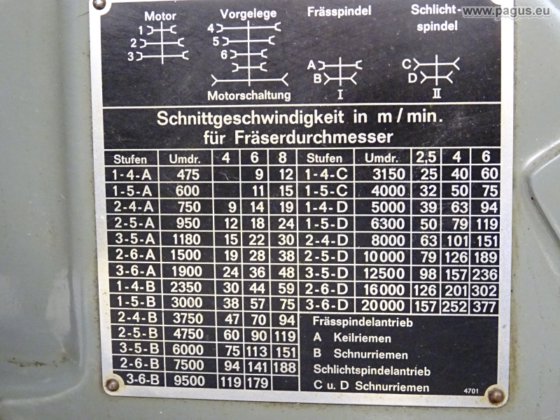 © www.pagus.eu
Motor Vorgelege Frässpindel Schlicht-
spindel
1 4 A C
2 5 B D
3 6 I II
Motorschaltung
Schnittgeschwindigkeit in m/min.
für Fräserdurchmesser
Stufen Umdr. 4 6 8 Stufen Umdr. 2,5 4 6
1-4-A 475 9 12 1-4-C 3150 25 40 60
1-5-A 600 11 15 1-5-C 4000 32 50 75
2-4-A 750 9 14 19 1-4-D 5000 39 63 94
2-5-A 950 12 18 24 1-5-D 6300 50 79 119
3-5-A 1180 15 22 30 2-4-D 8000 63 101 151
2-6-A 1500 19 28 38 2-5-D 10000 79 126 189
3-6-A 1900 24 36 48 3-5-D 12500 98 157 236
1-4-B 2350 30 44 59 2-6-D 16000 126 201 302
1-5-B 3000 38 57 75 3-6-D 20000 157 252 377
2-4-B 3750 47 70 94 Frässpindelantrieb
2-5-B 4750 60 90 119 A Keilriemen
3-5-B 6000 75 113 151 B Schnurriemen
2-6-B 7500 94 141 188 Schlichtspindelantrieb
3-6-B 9500 119 179 C u. D Schnurriemen 4701